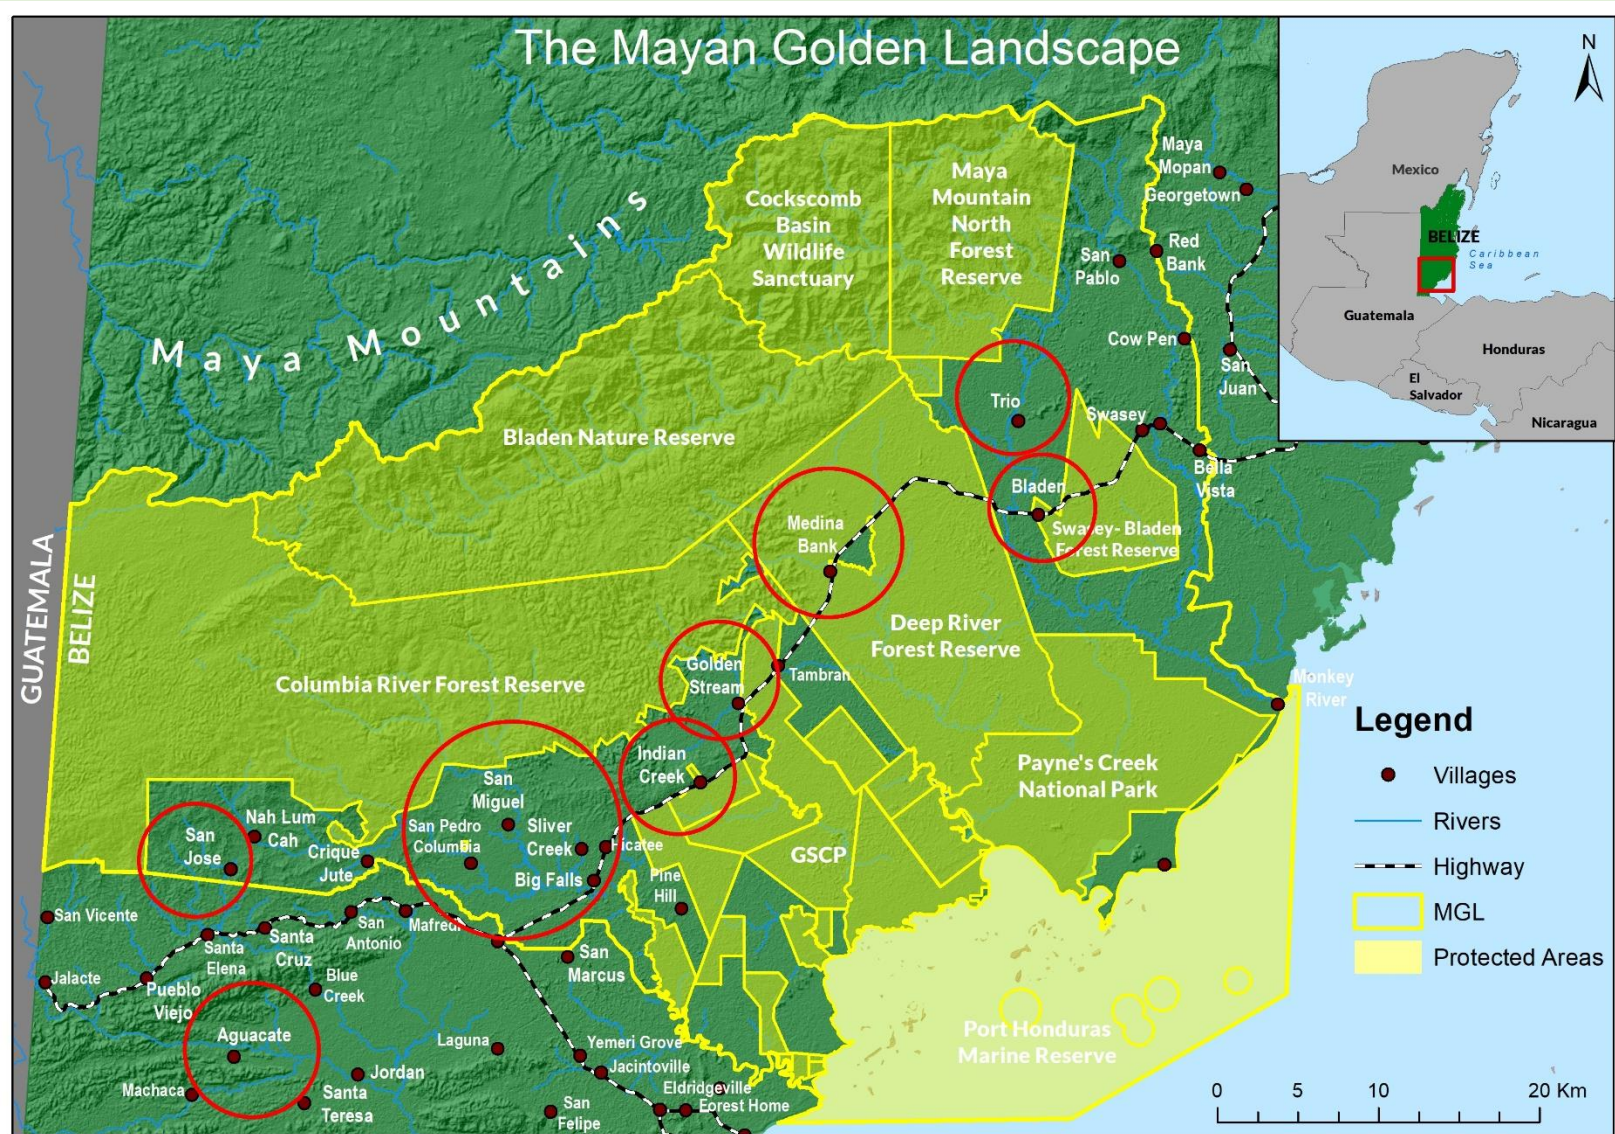 The Mayan Golden Landscape
N
Mexico
BELIZE
Caribbean
Sea
Guatemala
Honduras
El
Salvador
Nicaragua
Maya
Mopan
Georgetown
Maya
Mountain
North
Forest
Reserve
Cockscomb
Basin
Wildlife
Sanctuary
Maya Mountains
Red
Bank
San
Pablo
Cow Pen
San
Juan
Trio
Swasey
Bladen Nature Reserve
Bella
Vista
Bladen
Swasey- Bladen
Forest Reserve
Medina
Bank
GUATEMALA
BELIZE
Deep River
Forest Reserve
Golden
Stream
Tambran
Columbia River Forest Reserve
Monkey
River
Indian
Creek
Payne's Creek
National Park
San
Miguel
San Pedro
Columbia
Sliver
Creek
Hicatee
Big Falls
Nah Lum
Cah
San
Jose
Crique
Jute
GSCP
Pine
Hill
San Vicente
Santa
Elena
Santa
Cruz
San
Antonio
Mafredi
San
Marcus
Jalacte
Pueblo
Viejo
Blue
Creek
Aguacate
Laguna
Yemeri Grove
Jacintoville
Machaca
Jordan
Santa
Teresa
Eldridgeville
Forest Home
San
Felipe
Port Honduras
Marine Reserve
Legend
Villages
Rivers
Highway
MGL
Protected Areas
0 5 10 20 Km